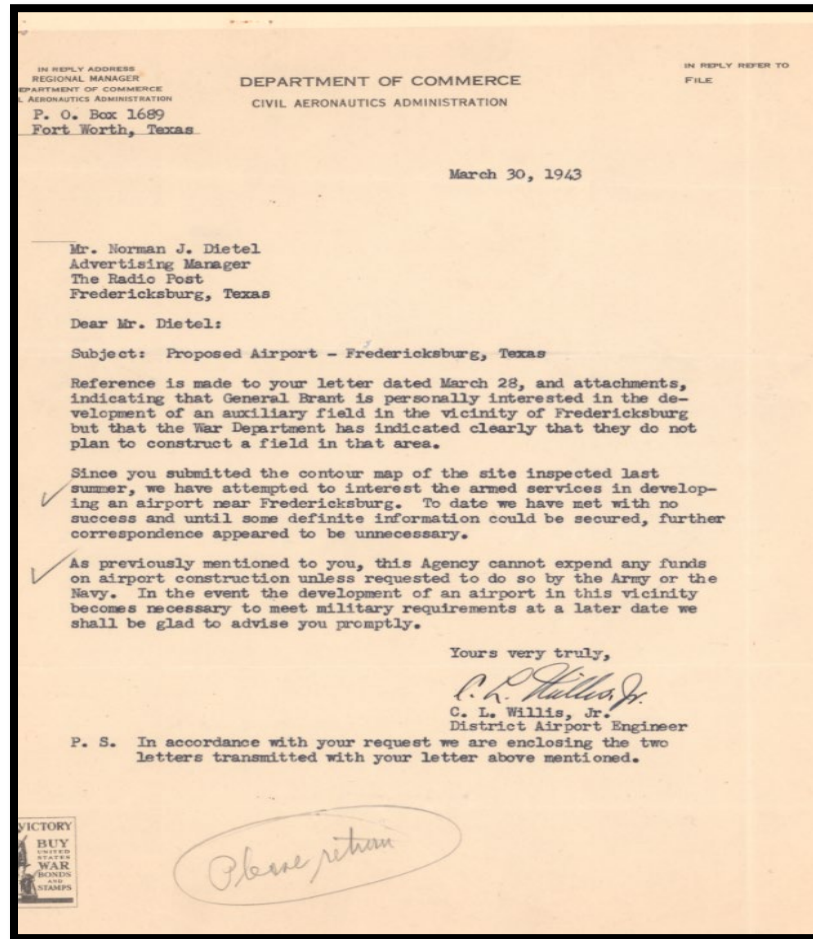 IN REPLY ADDRESS
REGIONAL MANAGER
EPARTMENT OF COMMERCE
L AERONAUTICS ADMINISTRATION
P. O. Box 1689
Fort Worth, Texas
DEPARTMENT OF COMMERCE
CIVIL AERONAUTICS ADMINISTRATION
IN REPLY REFER TO
FILE
March 30, 1943
Mr. Norman J. Dietel
Advertising Manager
The Radio Post
Fredericksburg, Texas
Dear Mr. Dietel:
Subject: Proposed Airport - Fredericksburg, Texas
Reference is made to your letter dated March 28, and attachments,
indicating that General Brant is personally interested in the de-
velopment of an auxiliary field in the vicinity of Fredericksburg
but that the War Department has indicated clearly that they do not
plan to construct a field in that area.
Since you submitted the contour map of the site inspected last
summer, we have attempted to interest the armed services in develop-
ing an airport near Fredericksburg. To date we have met with no
success and until some definite information could be secured, further
correspondence appeared to be unnecessary.
As previously mentioned to you, this Agency cannot expend any funds
on airport construction unless requested to do so by the Army or the
Navy. In the event the development of an airport in this vicinity
becomes necessary to meet military requirements at a later date we
shall be glad to advise you promptly.
Yours very truly,
C. L. Willis, Jr.
C. L. Willis, Jr.
District Airport Engineer
P. S. In accordance with your request we are enclosing the two
letters transmitted with your letter above mentioned.
VICTORY
BUY
UNITED
STATES
WAR
BONDS
AND
STAMPS
Please return